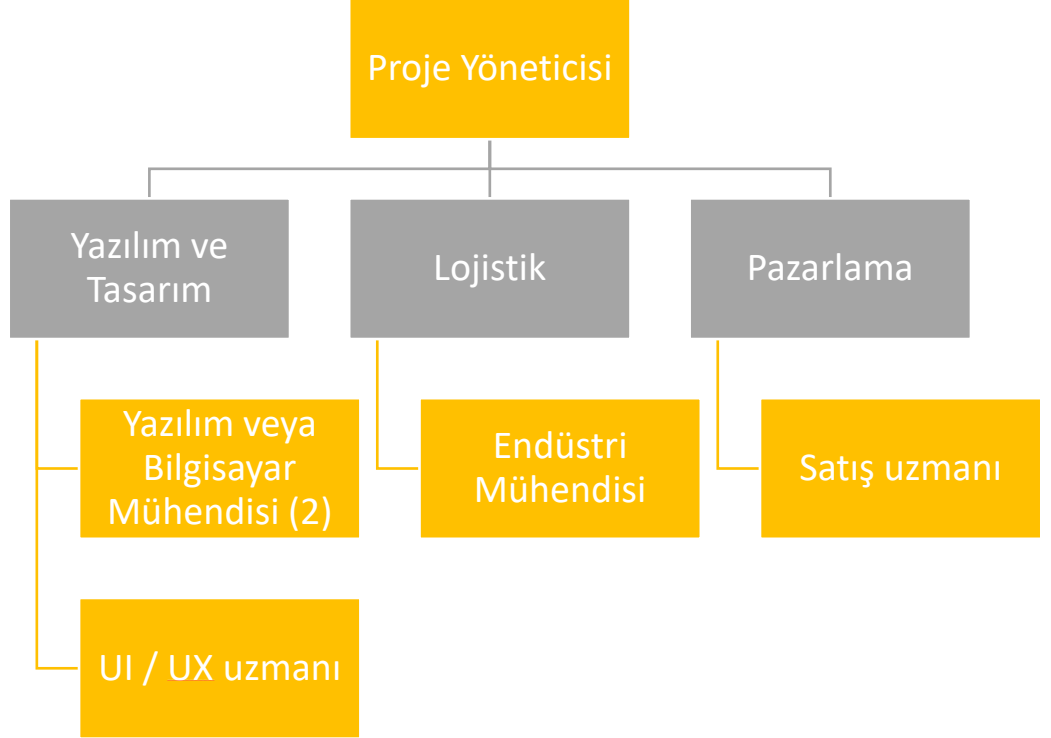 Proje Yöneticisi
Yazılım ve
Tasarım
Lojistik
Pazarlama
Yazılım veya
Bilgisayar
Mühendisi (2)
Endüstri
Mühendisi
Satış uzmanı
UI / UX uzmanı